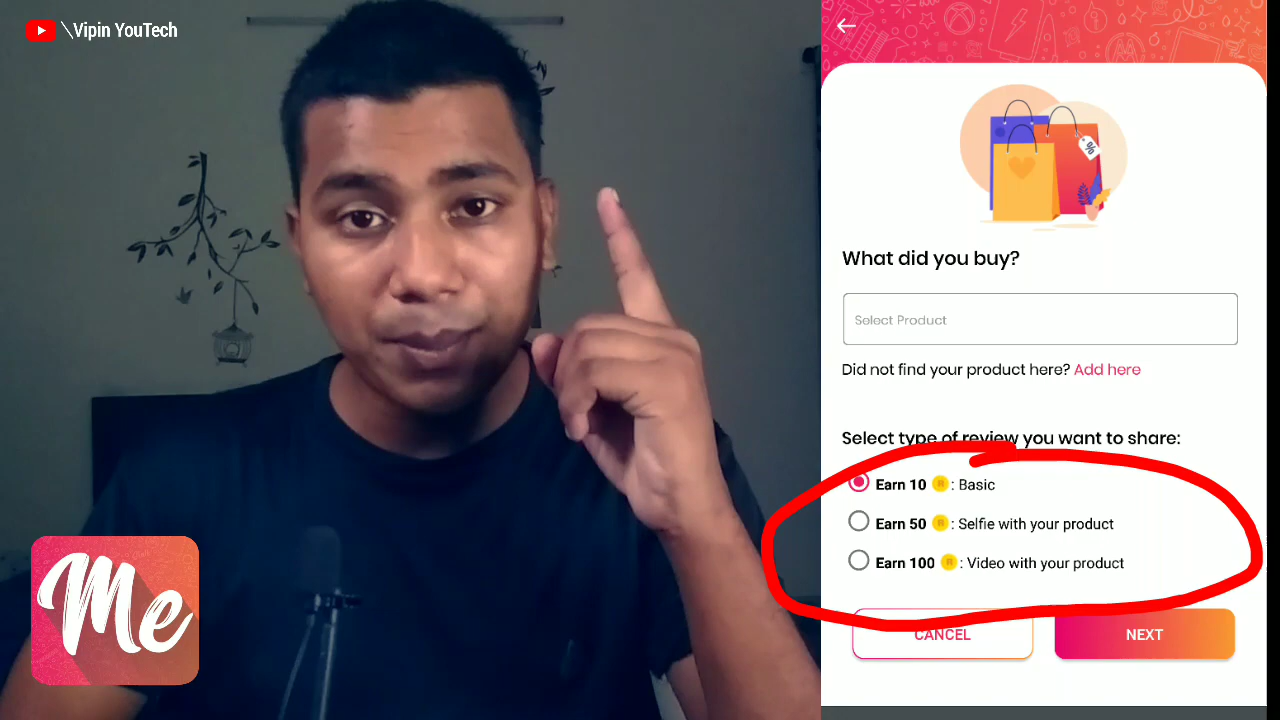 \Vipin YouTech
What did you buy?
Select Product
Did not find your product here? Add here
Select type of review you want to share:
Earn 10 R : Basic
Earn 50 R : Selfie with your product
Earn 100 R : Video with your product
CANCEL
NEXT
Me